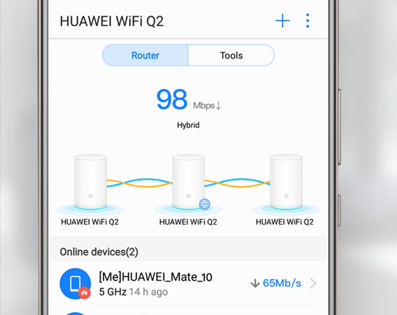 HUAWEI WiFi Q2
Router Tools
98 Mbps↓
Hybrid
HUAWEI WiFi Q2 HUAWEI WiFi Q2 HUAWEI WiFi Q2
Online devices(2)
[Me]HUAWEI_Mate_10
5 GHz 14 h ago
65Mb/s